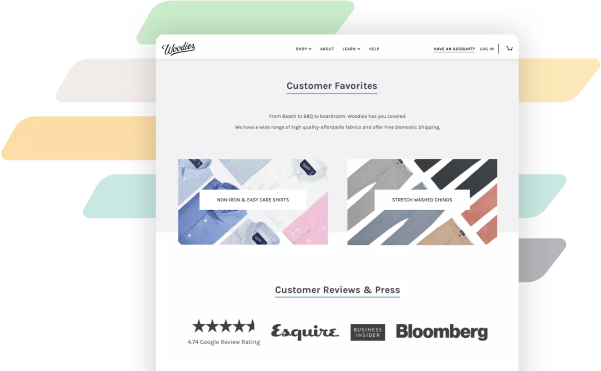 Woodies
SHOP ABOUT LEARN HELP HAVE AN ACCOUNT? LOG IN
Customer Favorites
From Beach to BBQ to boardroom, Woodies has you covered.
We have a wide range of high quality-affordable fabrics and offer Free Domestic Shipping.
NON-IRON & EASY CARE SHIRTS
STRETCH WASHED CHINOS
Customer Reviews & Press
4.74 Google Review Rating
Esquire
BUSINESS
INSIDER
Bloomberg